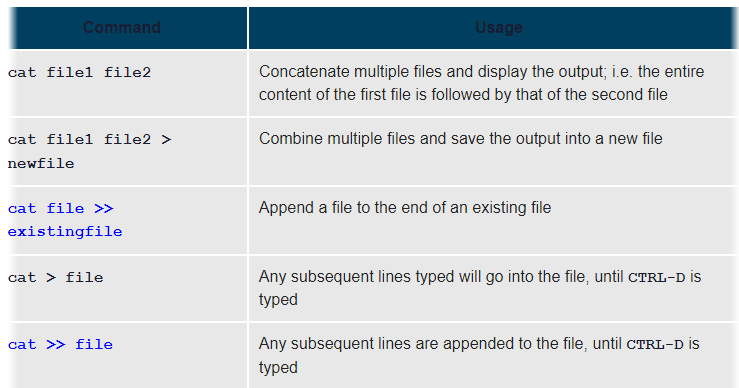 Command Usage
cat file1 file2 Concatenate multiple files and display the output; i.e. the entire
content of the first file is followed by that of the second file
cat file1 file2 > Combine multiple files and save the output into a new file
newfile
cat file >> Append a file to the end of an existing file
existingfile
cat > file Any subsequent lines typed will go into the file, until CTRL-D is
typed
cat >> file Any subsequent lines are appended to the file, until CTRL-D is
typed